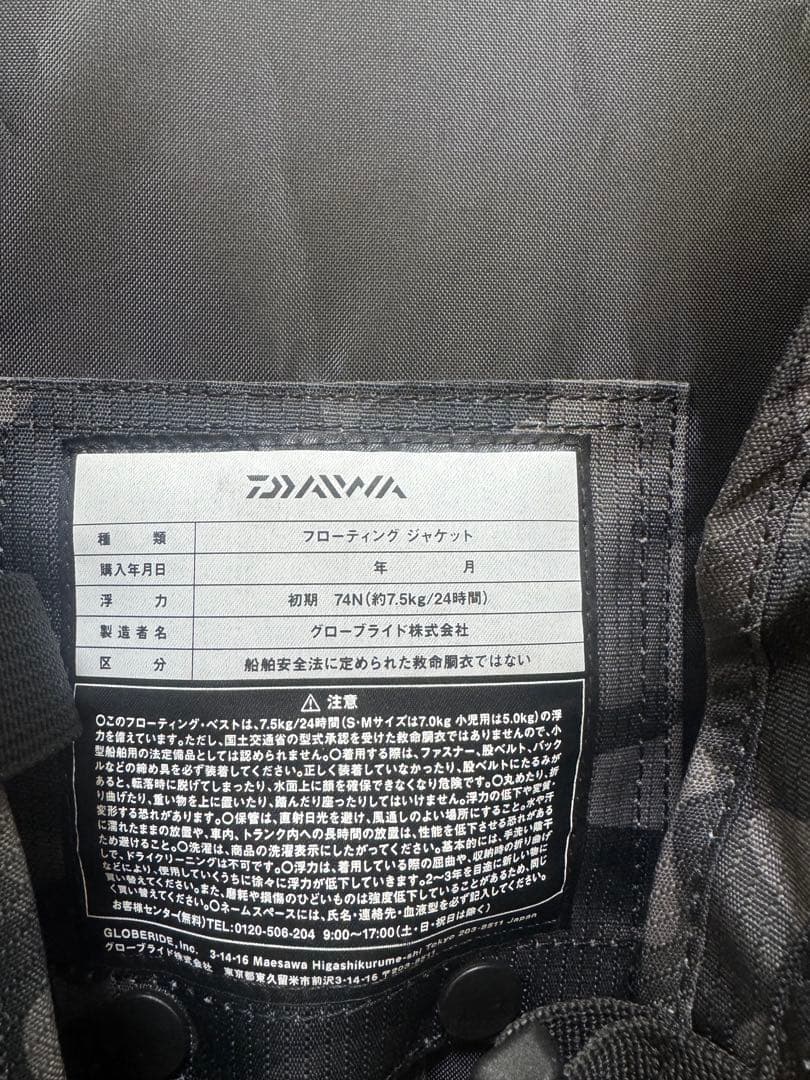 DAIWA
種 類 フローティング ジャケット
購入年月日 年 月
浮 力 初期 74N(約7.5kg/24時間)
製造者名 グローブライド株式会社
区 分 船舶安全法に定められた救命胴衣ではない
⚠ 注意
○このフローティング・ベストは、7.5kg/24時間(S・Mサイズは7.0kg 小児用は5.0kg)の浮
力を備えています。ただし、国土交通省の型式承認を受けた救命胴衣ではありませんので、小
型船舶用の法定備品としては認められません。○着用する際は、ファスナー、股ベルト、バック
ルなどの締め具を必ず装着してください。正しく装着していなかったり、股ベルトにたるみが
あると、転落時に脱げてしまったり、水面上に顔を確保できなくなり危険です。○丸めたり、折
り曲げたり、重い物を上に置いたり、踏んだり座ったりしてはいけません。浮力の低下や変質・
変形する恐れがあります。○保管は、直射日光を避け、風通しのよい場所にすること。水や汗
に濡れたままの放置や、車内、トランク内への長時間の放置は、性能を低下させる恐れがある
ため避けること。○洗濯は、商品の洗濯表示にしたがってください。基本的には、手洗い陰干
しで、ドライクリーニングは不可です。○浮力は、着用している際の屈曲や、収納時の折り曲げ
などにより、使用していくうちに徐々に浮力が低下していきます。2〜3年を目途に新しい物に
買い替えてください。また、磨耗や損傷のひどいものは強度低下していることがあるため、同じ
く買い替えてください。○ネームスペースには、氏名・連絡先・血液型を必ず記入してください。
お客様センター(無料)TEL:0120-506-204 9:00〜17:00(土・日・祝日は除く)
GLOBERIDE, Inc. 3-14-16 Maesawa Higashikurume-shi Tokyo 203-8511 Japan
グローブライド株式会社 東京都東久留米市前沢3-14-16 〒203-8511